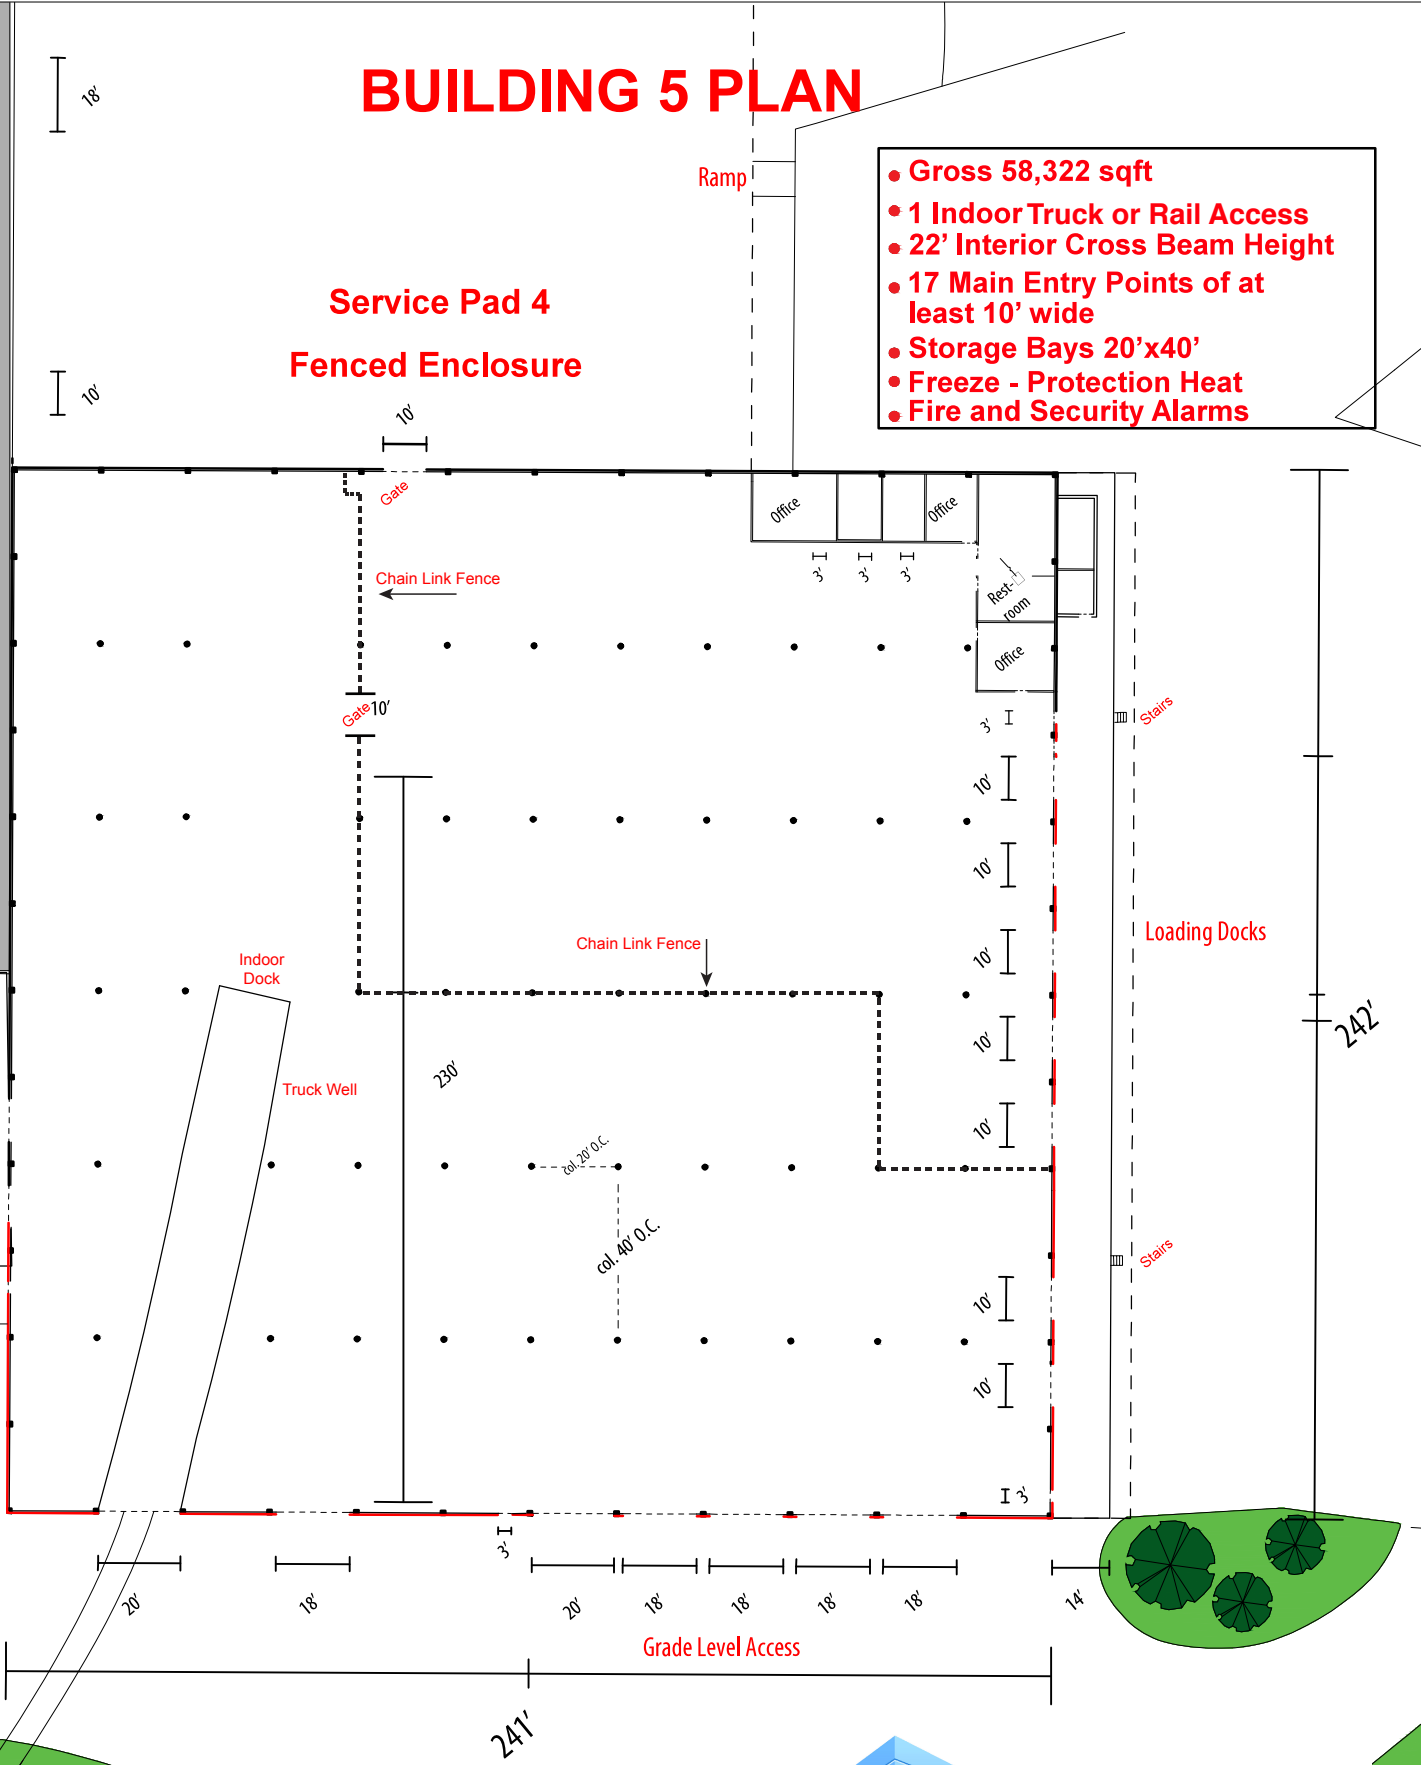 BUILDING 5 PLAN
18'
Ramp
• Gross 58,322 sqft
• 1 Indoor Truck or Rail Access
• 22' Interior Cross Beam Height
• 17 Main Entry Points of at
least 10' wide
• Storage Bays 20'x40'
• Freeze - Protection Heat
• Fire and Security Alarms
Service Pad 4
Fenced Enclosure
10'
10'
Gate
Office
Office
3'
3'
3'
Chain Link Fence
Rest-
room
Office
Gate
10'
3'
Stairs
10'
10'
Chain Link Fence
Loading Docks
Indoor
Dock
10'
242'
10'
230'
Truck Well
10'
col. 20' O.C.
col. 40' O.C.
Stairs
10'
10'
3'
3'
20'
18'
20'
18'
18'
18'
18'
14'
Grade Level Access
241'